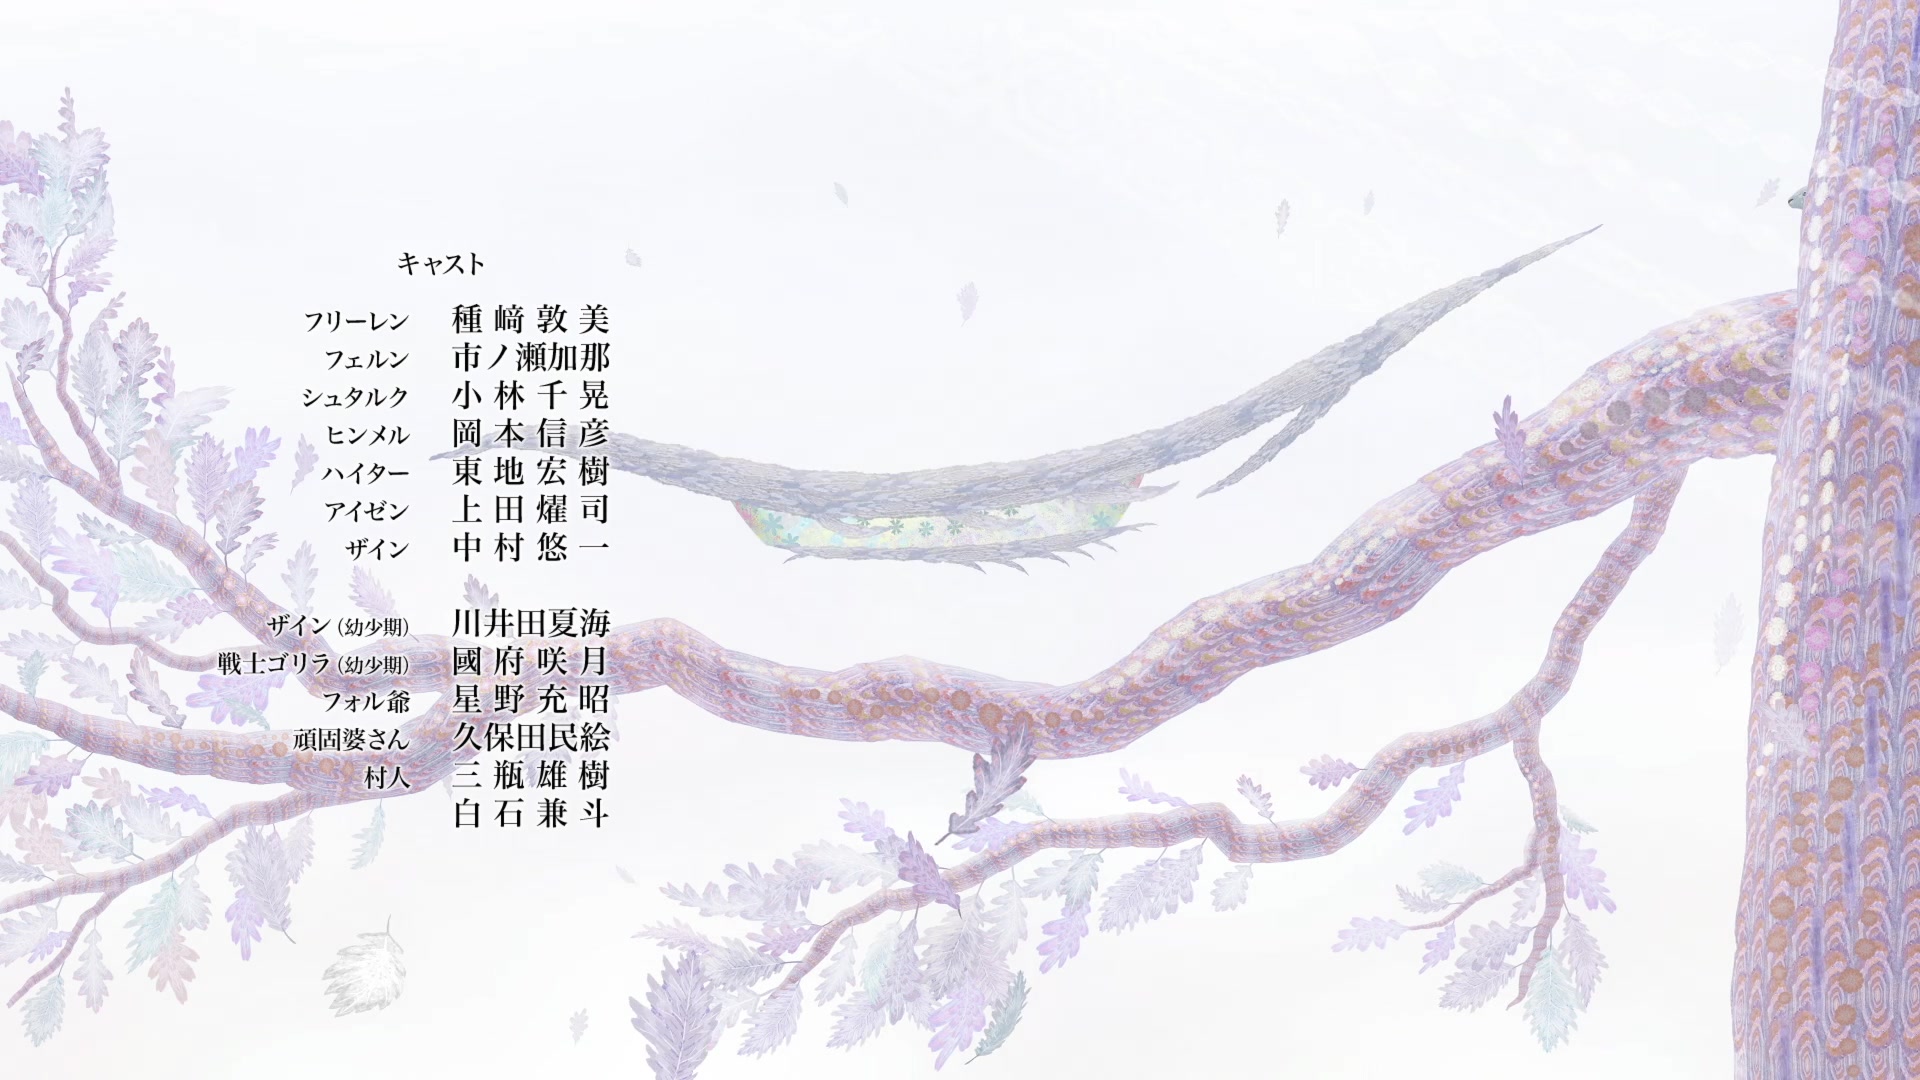 キャスト
フリーレン 種﨑敦美
フェルン 市ノ瀬加那
シュタルク 小林千晃
ヒンメル 岡本信彦
ハイター 東地宏樹
アイゼン 上田燿司
ザイン 中村悠一
ザイン(幼少期) 川井田夏海
戦士ゴリラ(幼少期) 國府咲月
フォル爺 星野充昭
頑固婆さん 久保田民絵
村人 三瓶雄樹
白石兼斗